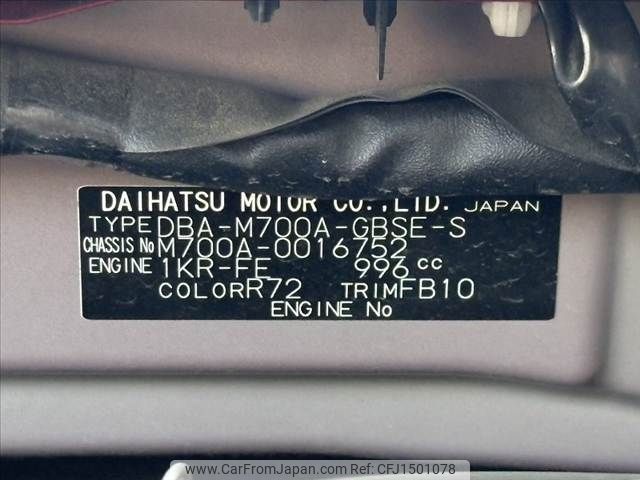 DAIHATSU MOTOR CO.,LTD. JAPAN
TYPE DBA-M700A-GBSE-S
CHASSIS No M700A-0016752
ENGINE 1KR-FE 996 cc
COLOR R72 TRIM FB10
ENGINE No
www.CarFromJapan.com Ref: CFJ1501078